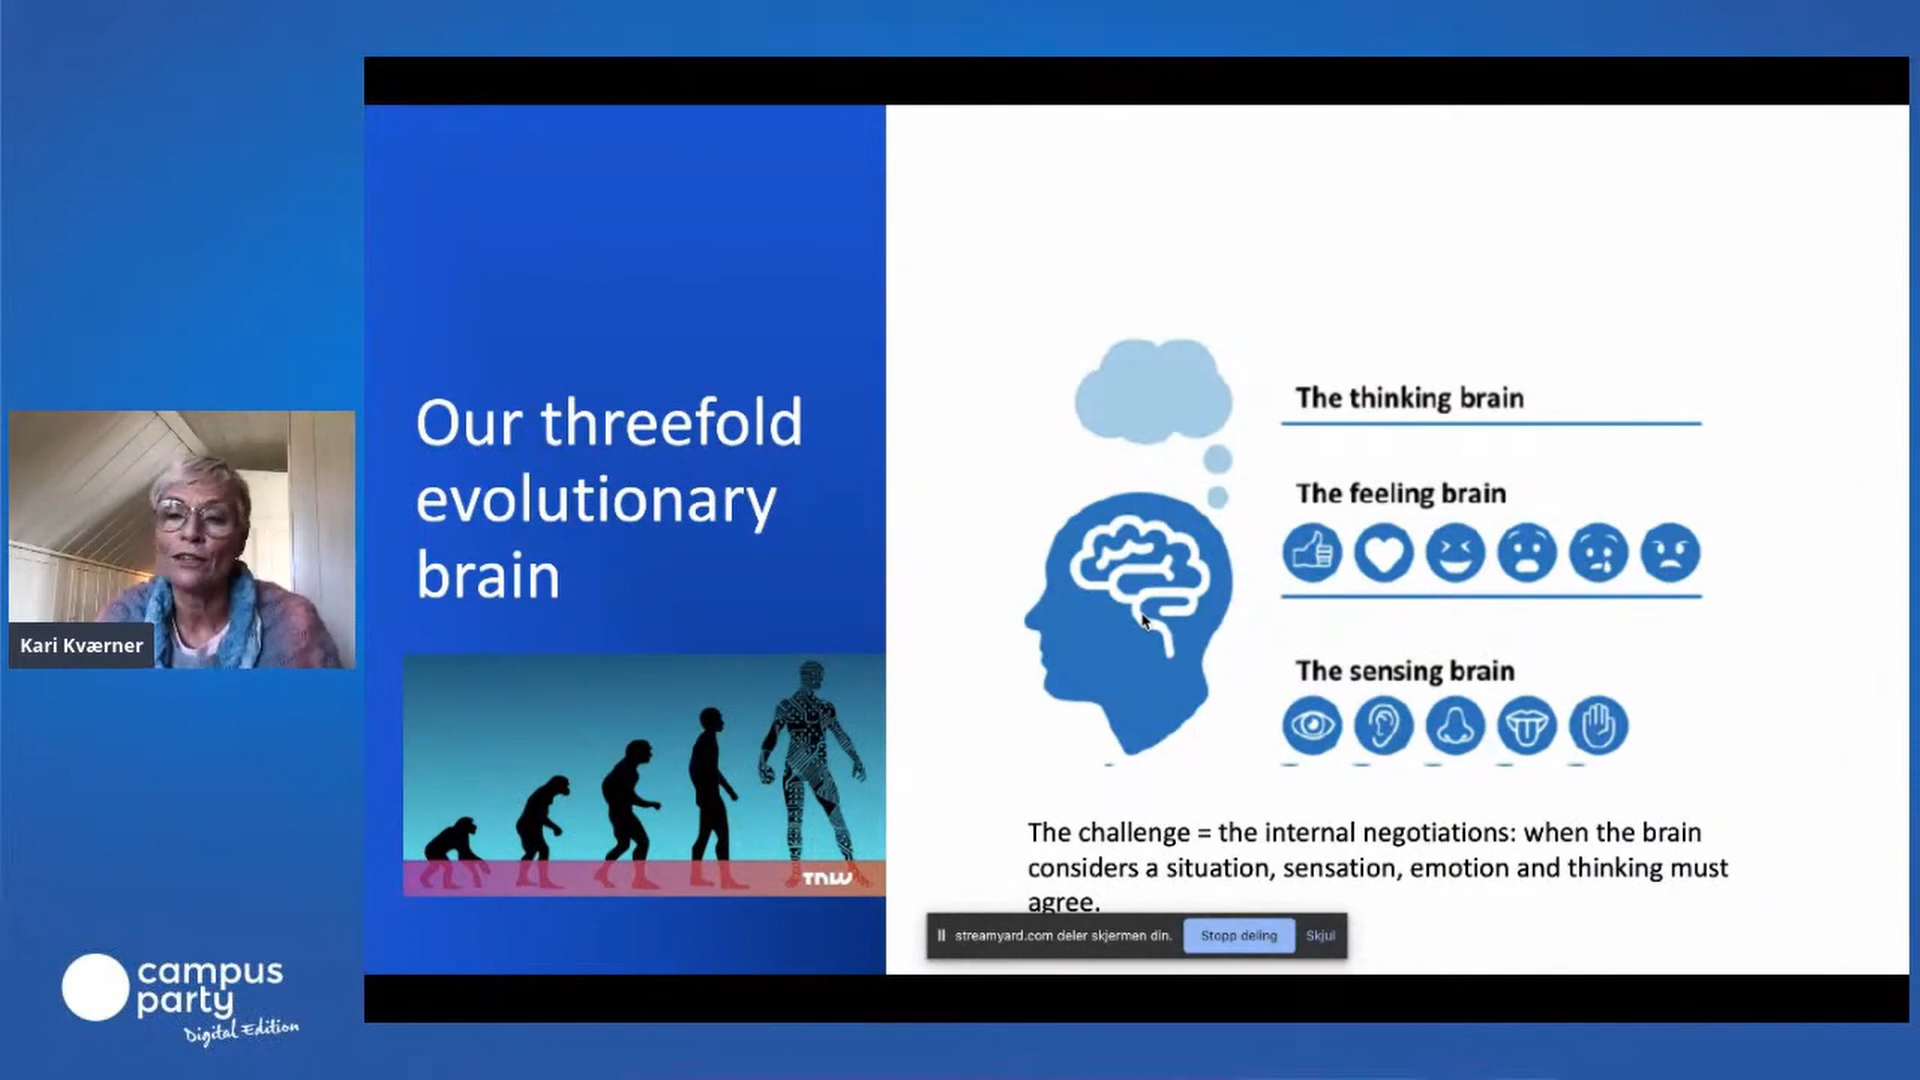 Our threefold
evolutionary
brain
TNW
The thinking brain
The feeling brain
The sensing brain
The challenge = the internal negotiations: when the brain
considers a situation, sensation, emotion and thinking must
agree.
streamyard.com deler skjermen din.
Stopp deling
Skjul
Kari Kværner
campus
party
Digital Edition